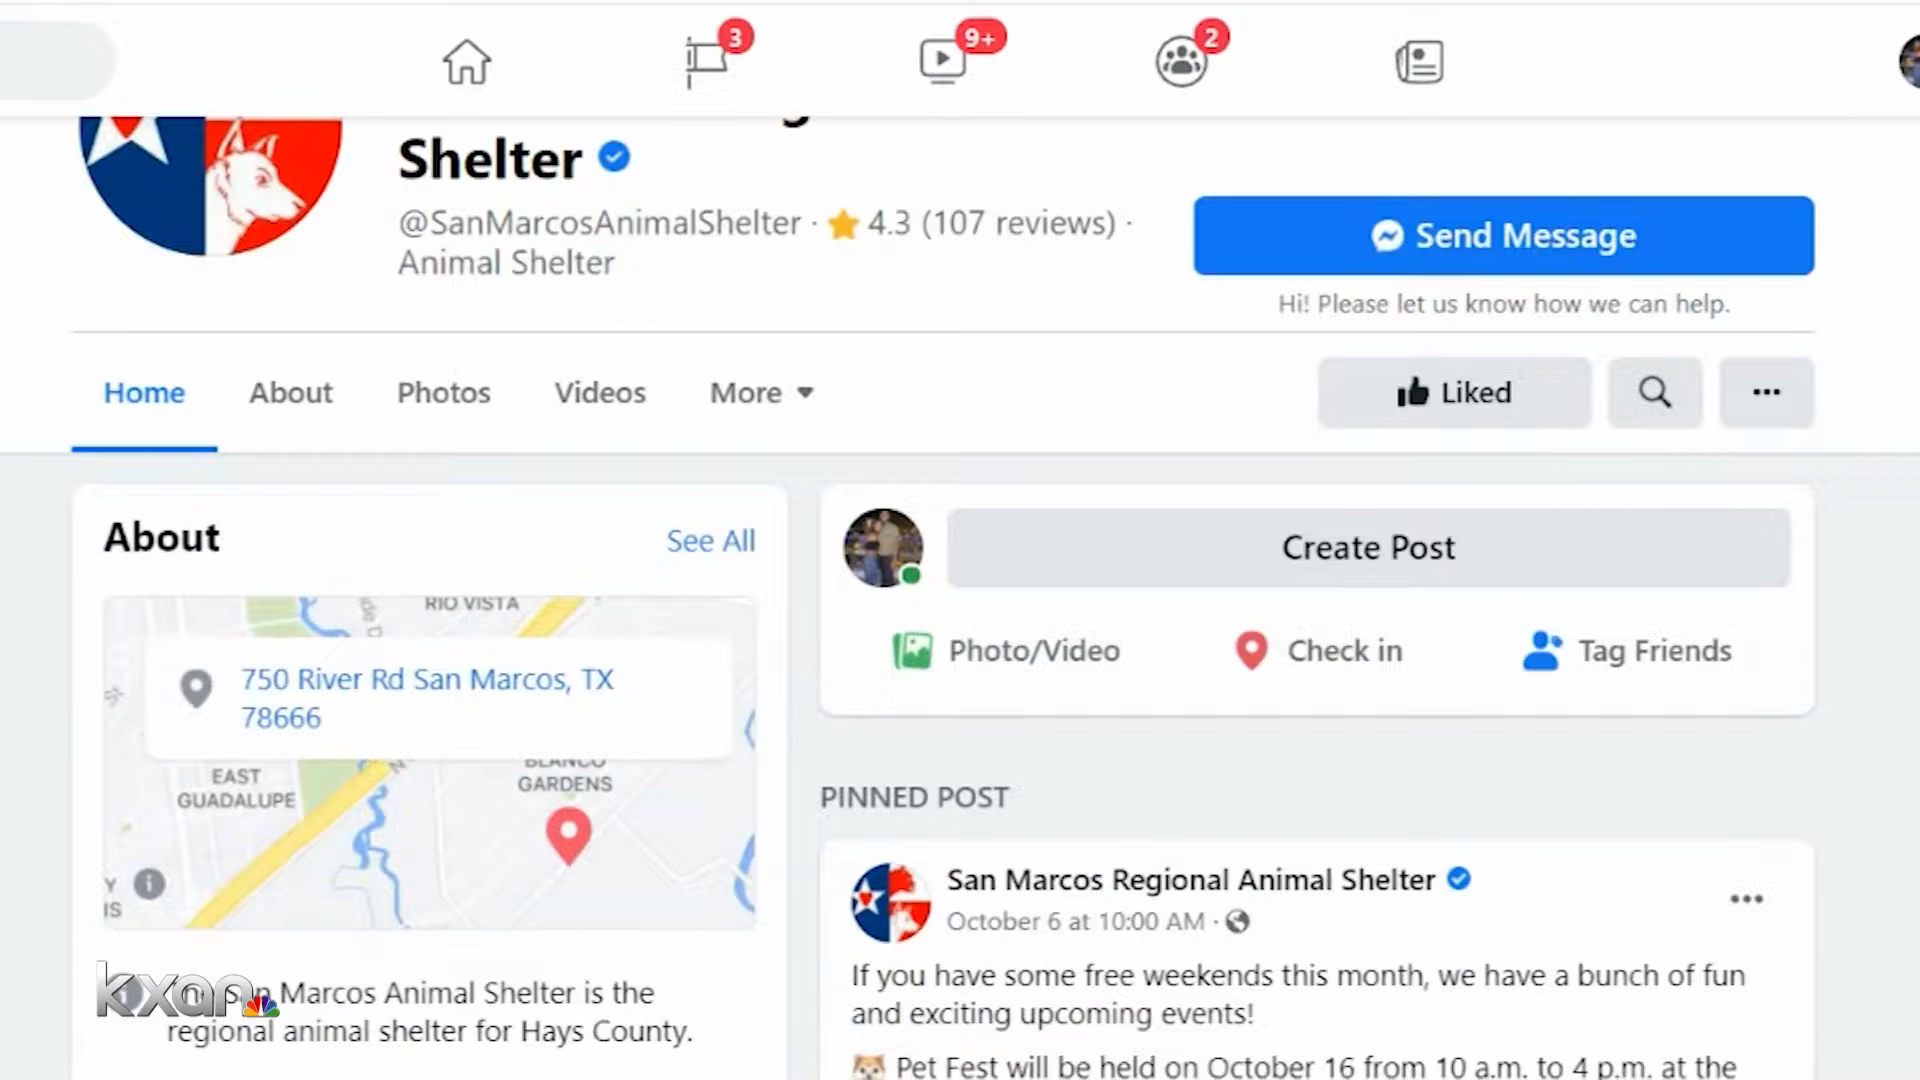 3
9+
2
Shelter
@SanMarcosAnimalShelter · 4.3 (107 reviews) ·
Animal Shelter
Send Message
Hi! Please let us know how we can help.
Home
About
Photos
Videos
More
Liked
About
See All
RIO VISTA
750 River Rd San Marcos, TX
78666
EAST
GUADALUPE
BLANCO
GARDENS
Create Post
Photo/Video
Check in
Tag Friends
PINNED POST
San Marcos Regional Animal Shelter
October 6 at 10:00 AM ·
If you have some free weekends this month, we have a bunch of fun
and exciting upcoming events!
Pet Fest will be held on October 16 from 10 a.m. to 4 p.m. at the
kxan
San Marcos Animal Shelter is the
regional animal shelter for Hays County.